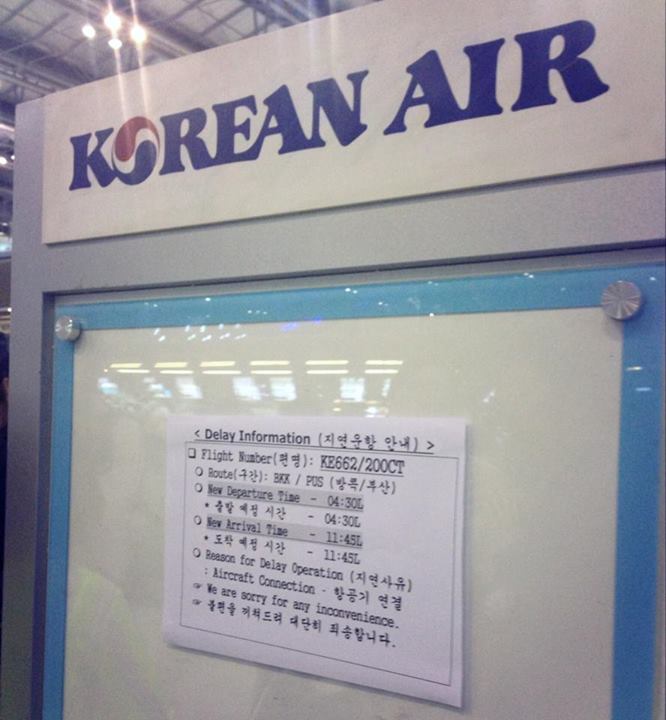 KOREAN AIR
< Delay Information (지연운항 안내) >
❑ Flight Number(편명): KE662/20OCT
○ Route(구간): BKK / PUS (방콕/부산)
○ New Departure Time - 04:30L
* 출발 예정 시간 - 04:30L
○ New Arrival Time - 11:45L
* 도착 예정 시간 - 11:45L
○ Reason for Delay Operation (지연사유)
: Aircraft Connection - 항공기 연결
☞ We are sorry for any inconvenience.
☞ 불편을 끼쳐드려 대단히 죄송합니다.